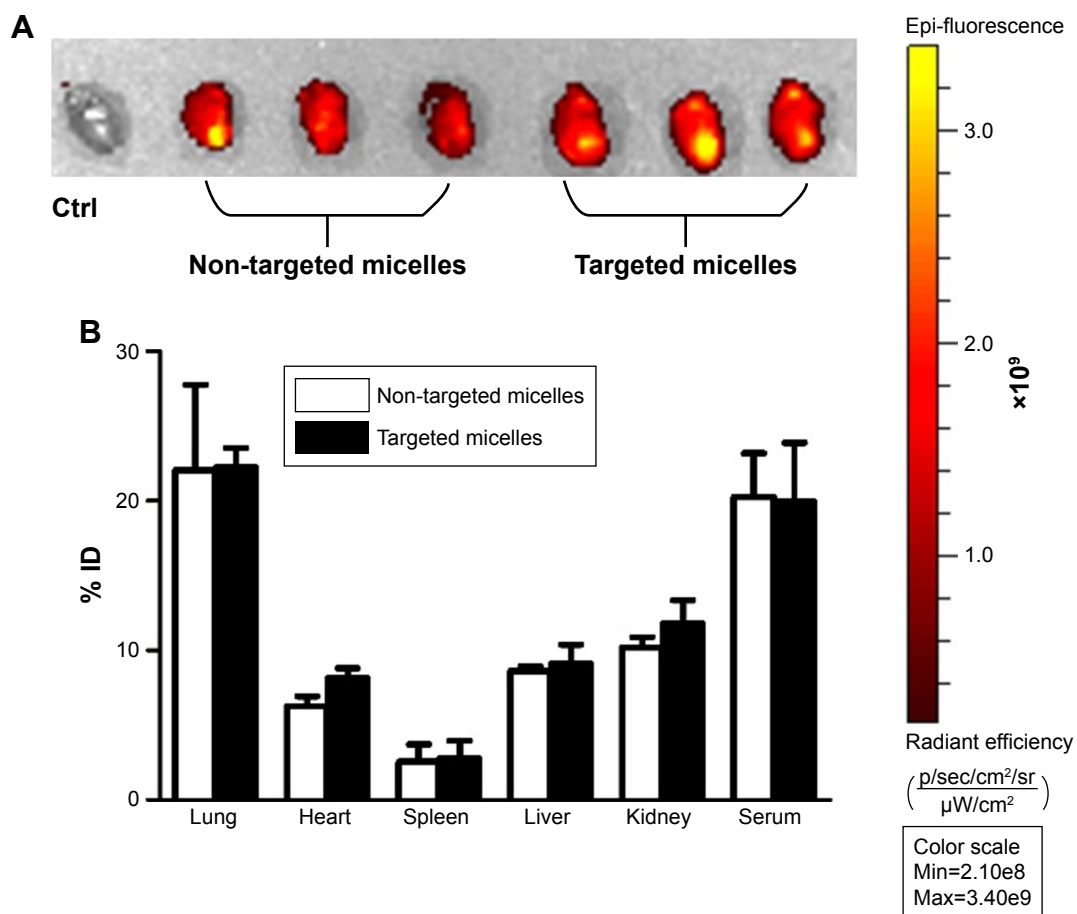 A
Ctrl
Non-targeted micelles
Targeted micelles
Epi-fluorescence
3.0
2.0
1.0
×10⁹
Radiant efficiency
(p/sec/cm²/sr
µW/cm²)
Color scale
Min=2.10e8
Max=3.40e9
B
% ID
30
20
10
0
Non-targeted micelles
Targeted micelles
Lung Heart Spleen Liver Kidney Serum